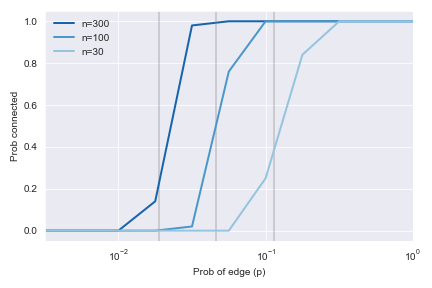 n=300
n=100
n=30
Prob connected
1.0
0.8
0.6
0.4
0.2
0.0
10⁻² 10⁻¹ 10⁰
Prob of edge (p)